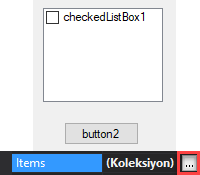 checkedListBox1
button2
Items (Koleksiyon) ...